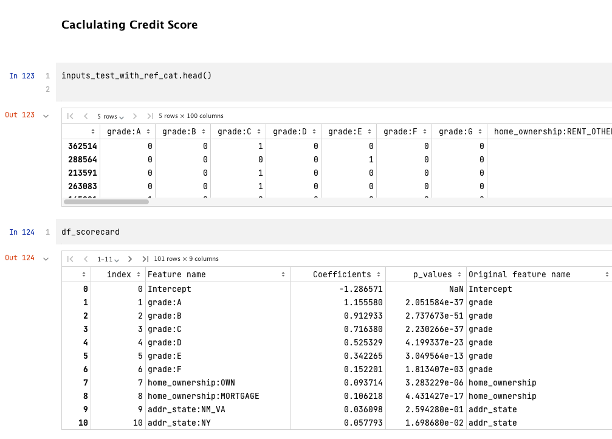 Caclulating Credit Score
In 123 1 inputs_test_with_ref_cat.head()
2
Out 123 5 rows 5 rows × 100 columns
grade:A grade:B grade:C grade:D grade:E grade:F grade:G home_ownership:RENT_OTHE
362514 0 0 1 0 0 0 0
288564 0 0 0 0 1 0 0
213591 0 0 1 0 0 0 0
263083 0 0 1 0 0 0 0
In 124 1 df_scorecard
Out 124 1-11 101 rows × 9 columns
index Feature name Coefficients p_values Original feature name
0 0 Intercept -1.286571 NaN Intercept
1 1 grade:A 1.155580 2.051584e-37 grade
2 2 grade:B 0.912933 2.737673e-51 grade
3 3 grade:C 0.716380 2.230266e-37 grade
4 4 grade:D 0.525329 4.199337e-23 grade
5 5 grade:E 0.342265 3.049564e-13 grade
6 6 grade:F 0.152201 1.813407e-03 grade
7 7 home_ownership:OWN 0.093714 3.283229e-06 home_ownership
8 8 home_ownership:MORTGAGE 0.106218 4.431427e-17 home_ownership
9 9 addr_state:NM_VA 0.036098 2.594280e-01 addr_state
10 10 addr_state:NY 0.057793 1.698680e-02 addr_state